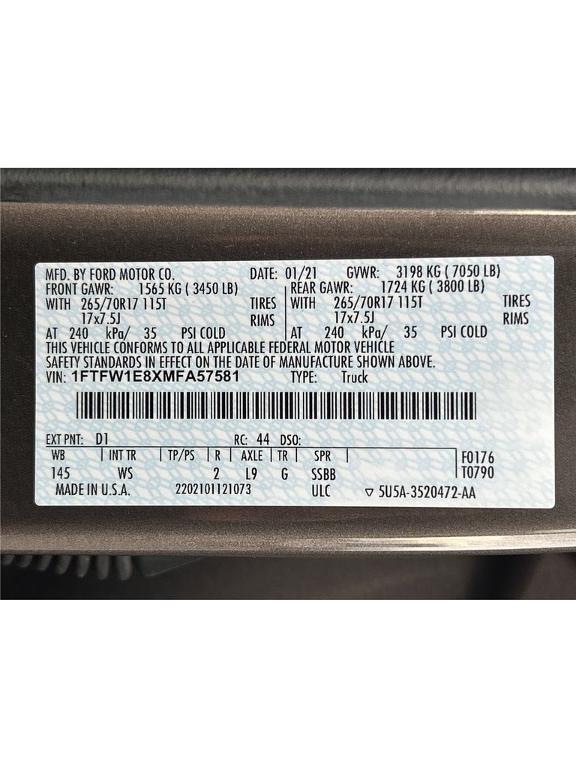 MFD. BY FORD MOTOR CO. DATE: 01/21 GVWR: 3198 KG ( 7050 LB)
FRONT GAWR: 1565 KG ( 3450 LB) REAR GAWR: 1724 KG ( 3800 LB)
WITH 265/70R17 115T TIRES WITH 265/70R17 115T TIRES
17x7.5J RIMS 17x7.5J RIMS
AT 240 kPa/ 35 PSI COLD AT 240 kPa/ 35 PSI COLD
THIS VEHICLE CONFORMS TO ALL APPLICABLE FEDERAL MOTOR VEHICLE
SAFETY STANDARDS IN EFFECT ON THE DATE OF MANUFACTURE SHOWN ABOVE.
VIN: 1FTFW1E8XMFA57581 TYPE: Truck
EXT PNT: D1 RC: 44 DSO: F0176
WB INT TR TP/PS R AXLE TR SPR T0790
145 WS 2 L9 G SSBB
MADE IN U.S.A. 2202101121073 ULC ▽ 5U5A-3520472-AA